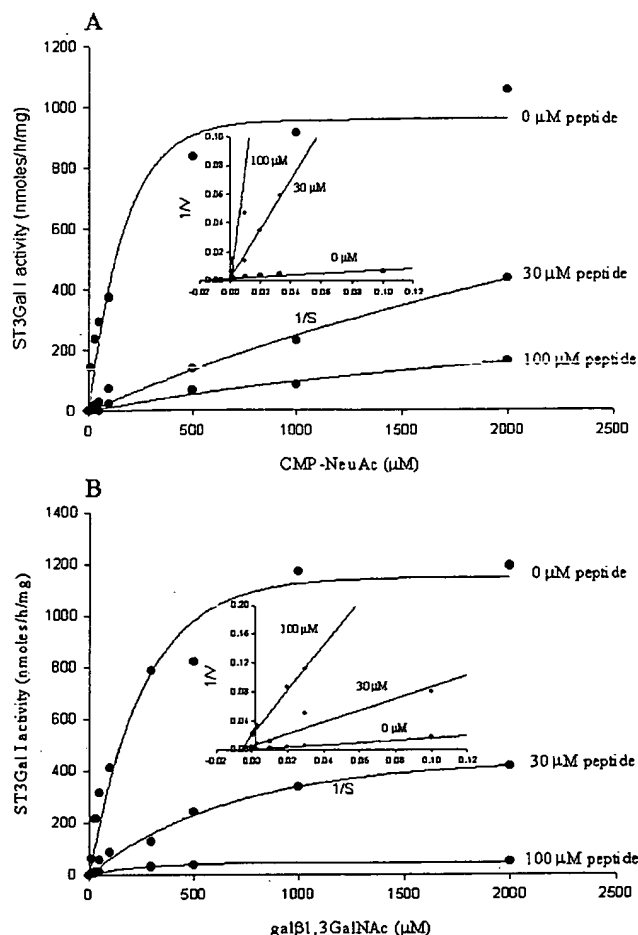 A
ST3Gal I activity (nmoles/h/mg)
1200
1000
800
600
400
200
0
0 500 1000 1500 2000 2500
CMP-NeuAc (µM)
0 µM peptide
30 µM peptide
100 µM peptide
1/V
0.10
0.08
0.06
0.04
0.02
0.00
-0.02 0.00 0.02 0.04 0.06 0.08 0.10 0.12
1/S
100 µM
30 µM
0 µM
B
ST3Gal I activity (nmoles/h/mg)
1400
1200
1000
800
600
400
200
0
0 500 1000 1500 2000 2500
galβ1,3GalNAc (µM)
0 µM peptide
30 µM peptide
100 µM peptide
1/V
0.20
0.16
0.12
0.08
0.04
0.00
-0.02 0.00 0.02 0.04 0.06 0.08 0.10 0.12
1/S
100 µM
30 µM
0 µM